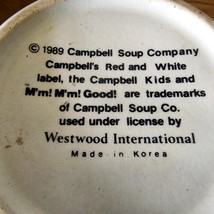 © 1989 Campbell Soup Company
Campbell's Red and White
label, the Campbell Kids and
M'm! M'm! Good! are trademarks
of Campbell Soup Co.
used under license by
Westwood International
Made in Korea